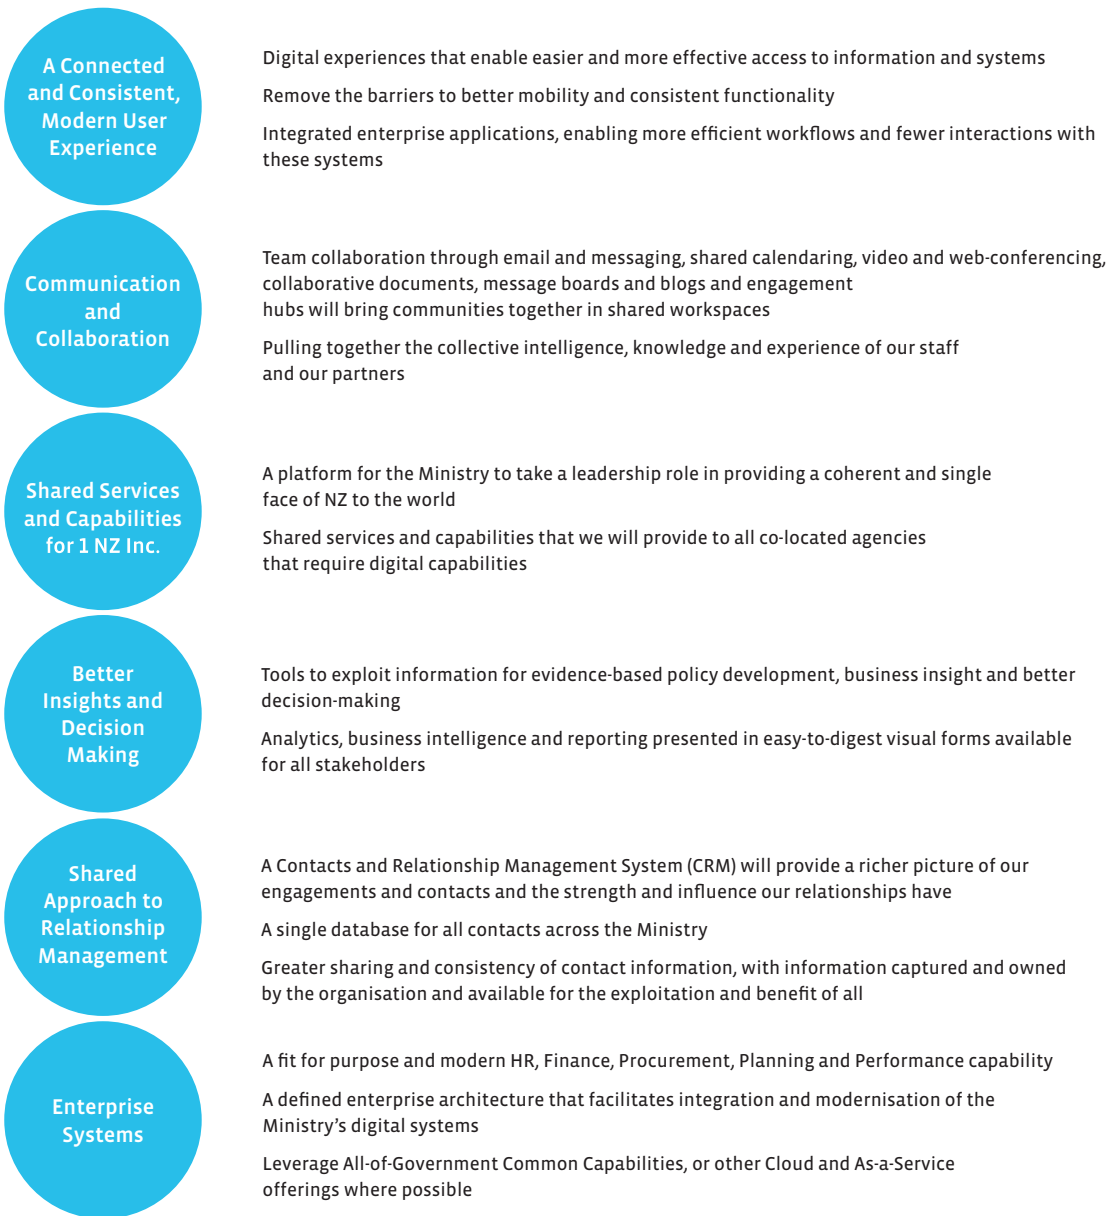 A Connected
and Consistent,
Modern User
Experience
Digital experiences that enable easier and more effective access to information and systems
Remove the barriers to better mobility and consistent functionality
Integrated enterprise applications, enabling more efficient workflows and fewer interactions with
these systems
Communication
and
Collaboration
Team collaboration through email and messaging, shared calendaring, video and web-conferencing,
collaborative documents, message boards and blogs and engagement
hubs will bring communities together in shared workspaces
Pulling together the collective intelligence, knowledge and experience of our staff
and our partners
Shared Services
and Capabilities
for 1 NZ Inc.
A platform for the Ministry to take a leadership role in providing a coherent and single
face of NZ to the world
Shared services and capabilities that we will provide to all co-located agencies
that require digital capabilities
Better
Insights and
Decision
Making
Tools to exploit information for evidence-based policy development, business insight and better
decision-making
Analytics, business intelligence and reporting presented in easy-to-digest visual forms available
for all stakeholders
Shared
Approach to
Relationship
Management
A Contacts and Relationship Management System (CRM) will provide a richer picture of our
engagements and contacts and the strength and influence our relationships have
A single database for all contacts across the Ministry
Greater sharing and consistency of contact information, with information captured and owned
by the organisation and available for the exploitation and benefit of all
Enterprise
Systems
A fit for purpose and modern HR, Finance, Procurement, Planning and Performance capability
A defined enterprise architecture that facilitates integration and modernisation of the
Ministry’s digital systems
Leverage All-of-Government Common Capabilities, or other Cloud and As-a-Service
offerings where possible